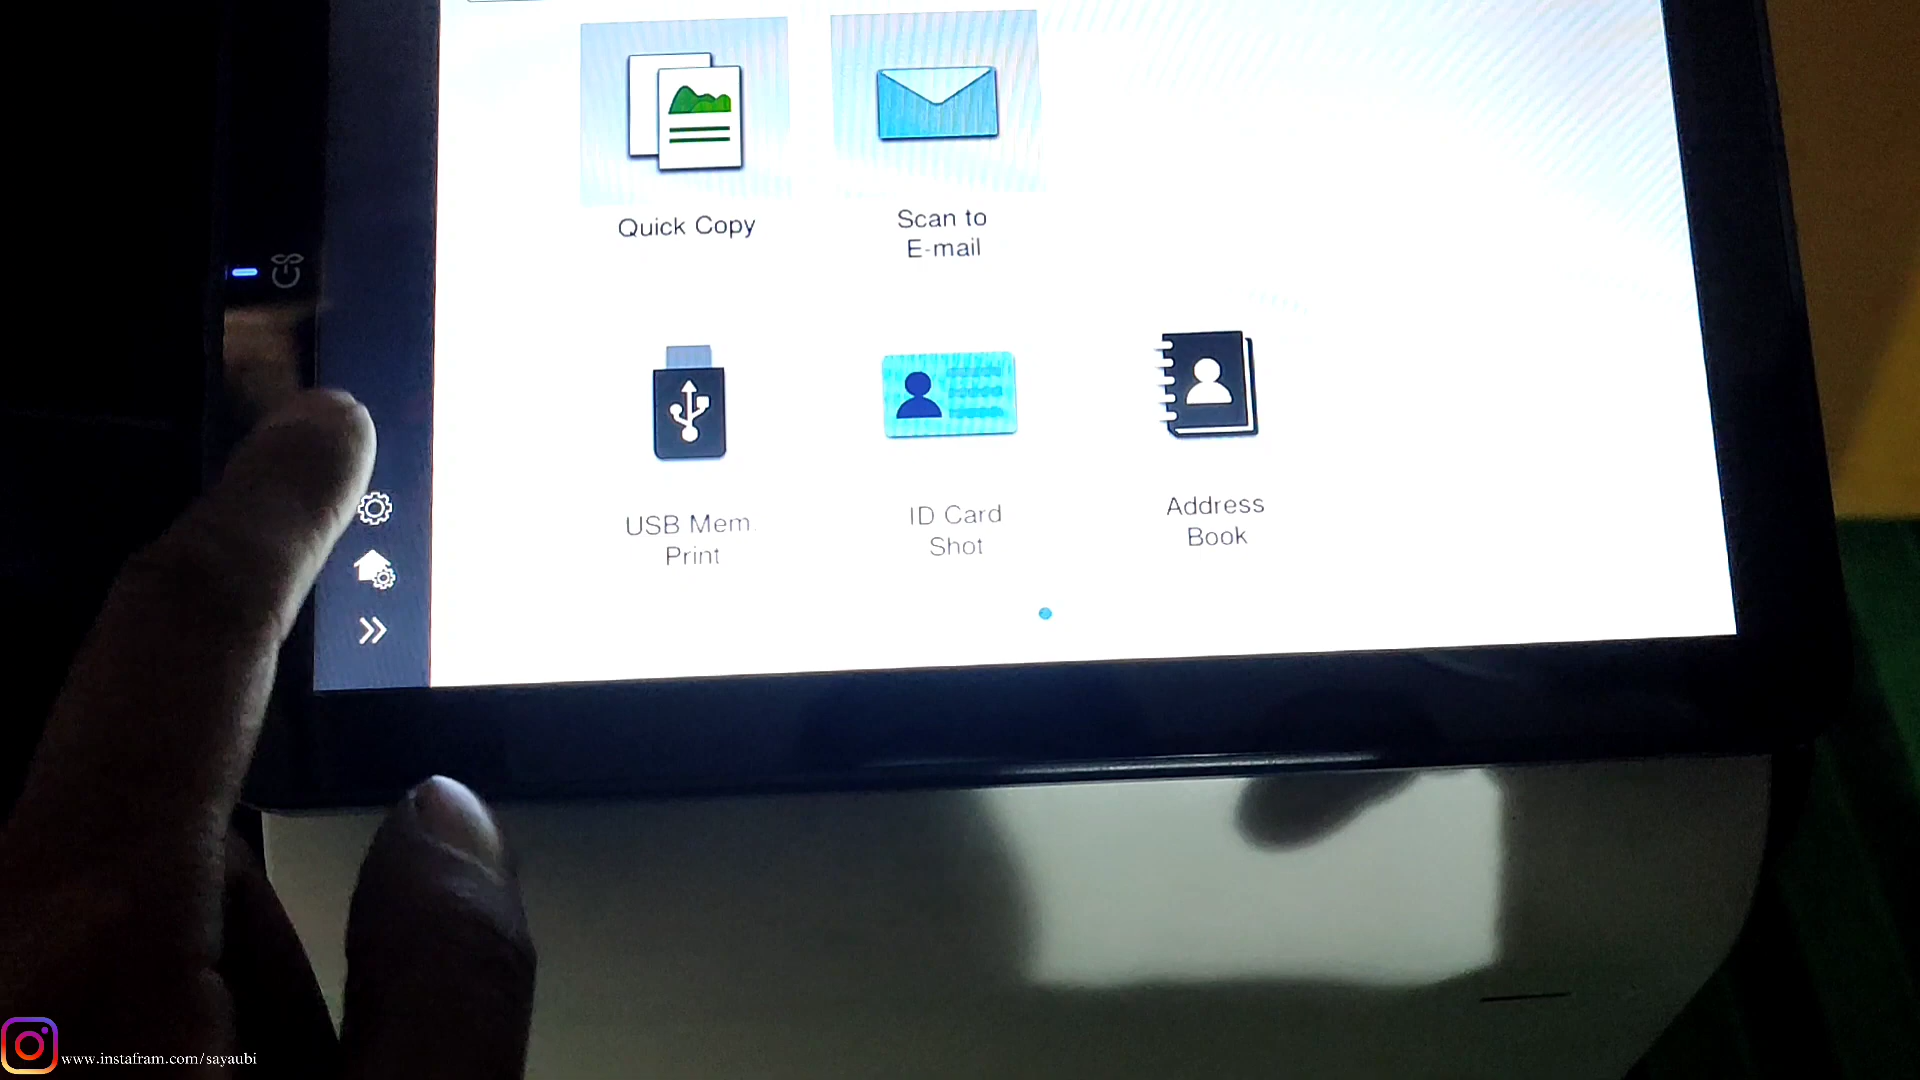 Quick Copy
Scan to
E-mail
USB Mem.
Print
ID Card
Shot
Address
Book
www.instafram.com/sayaubi